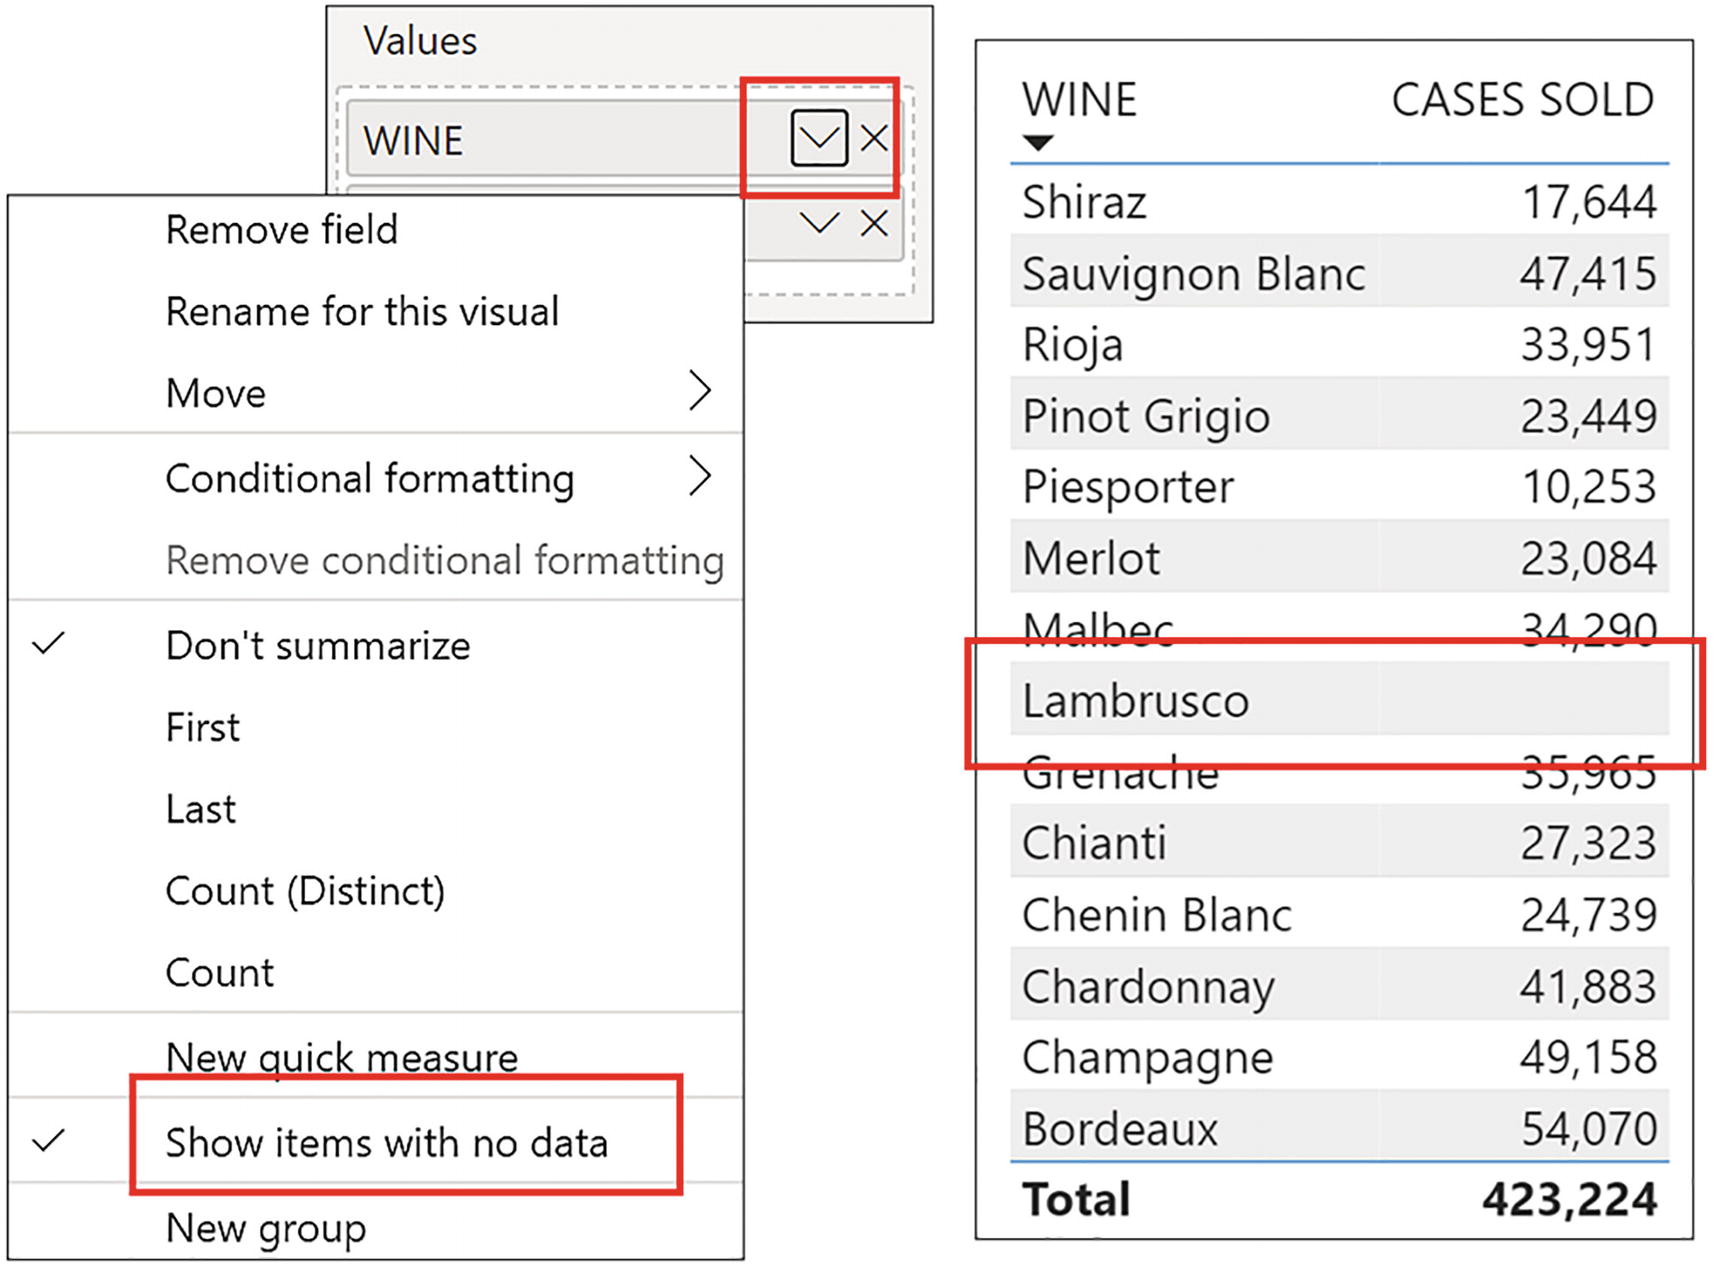 Values
WINE
Remove field
Rename for this visual
Move
Conditional formatting
Remove conditional formatting
Don't summarize
First
Last
Count (Distinct)
Count
New quick measure
Show items with no data
New group
WINE CASES SOLD
Shiraz 17,644
Sauvignon Blanc 47,415
Rioja 33,951
Pinot Grigio 23,449
Piesporter 10,253
Merlot 23,084
Malbec 34,290
Lambrusco
Grenache 35,965
Chianti 27,323
Chenin Blanc 24,739
Chardonnay 41,883
Champagne 49,158
Bordeaux 54,070
Total 423,224